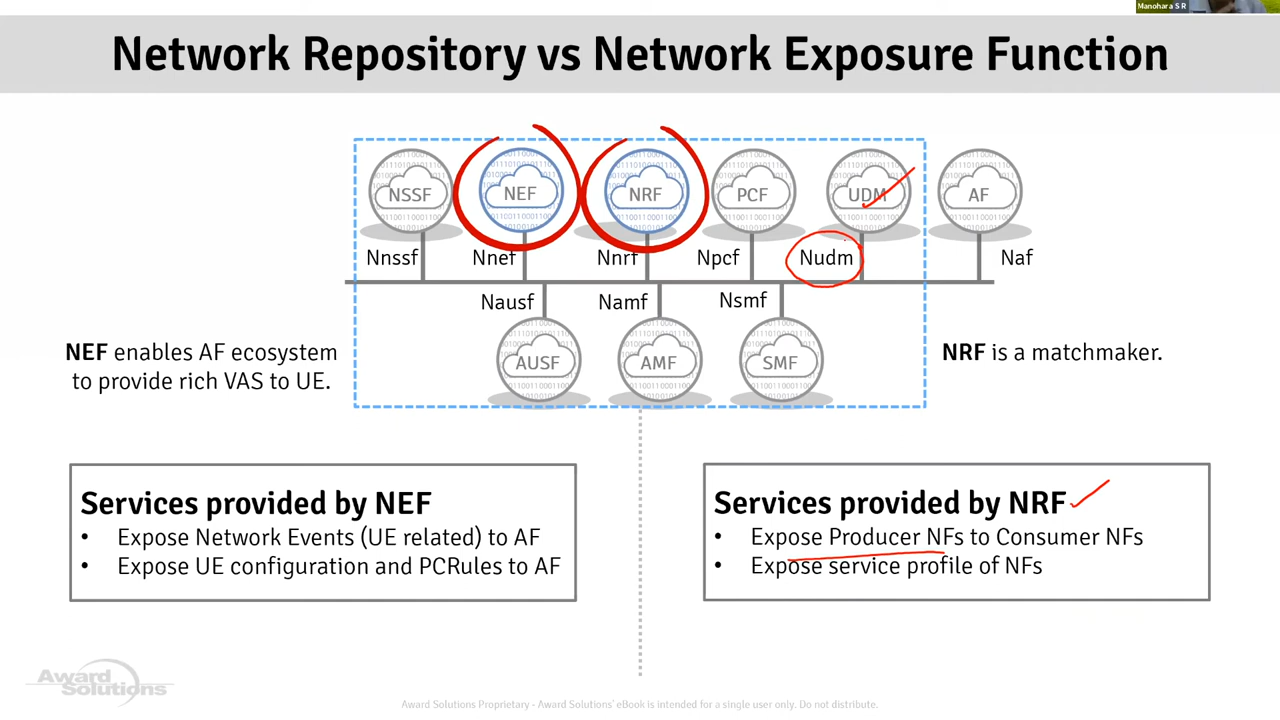 Manohara S R
Network Repository vs Network Exposure Function
NSSF
NEF
NRF
PCF
UDM
AF
Nnssf
Nnef
Nnrf
Npcf
Nudm
Naf
Nausf
Namf
Nsmf
AUSF
AMF
SMF
NEF enables AF ecosystem
to provide rich VAS to UE.
NRF is a matchmaker.
Services provided by NEF
• Expose Network Events (UE related) to AF
• Expose UE configuration and PCRules to AF
Services provided by NRF
• Expose Producer NFs to Consumer NFs
• Expose service profile of NFs
Award
Solutions
Award Solutions Proprietary - Award Solutions' eBook is intended for a single user only. Do not distribute.